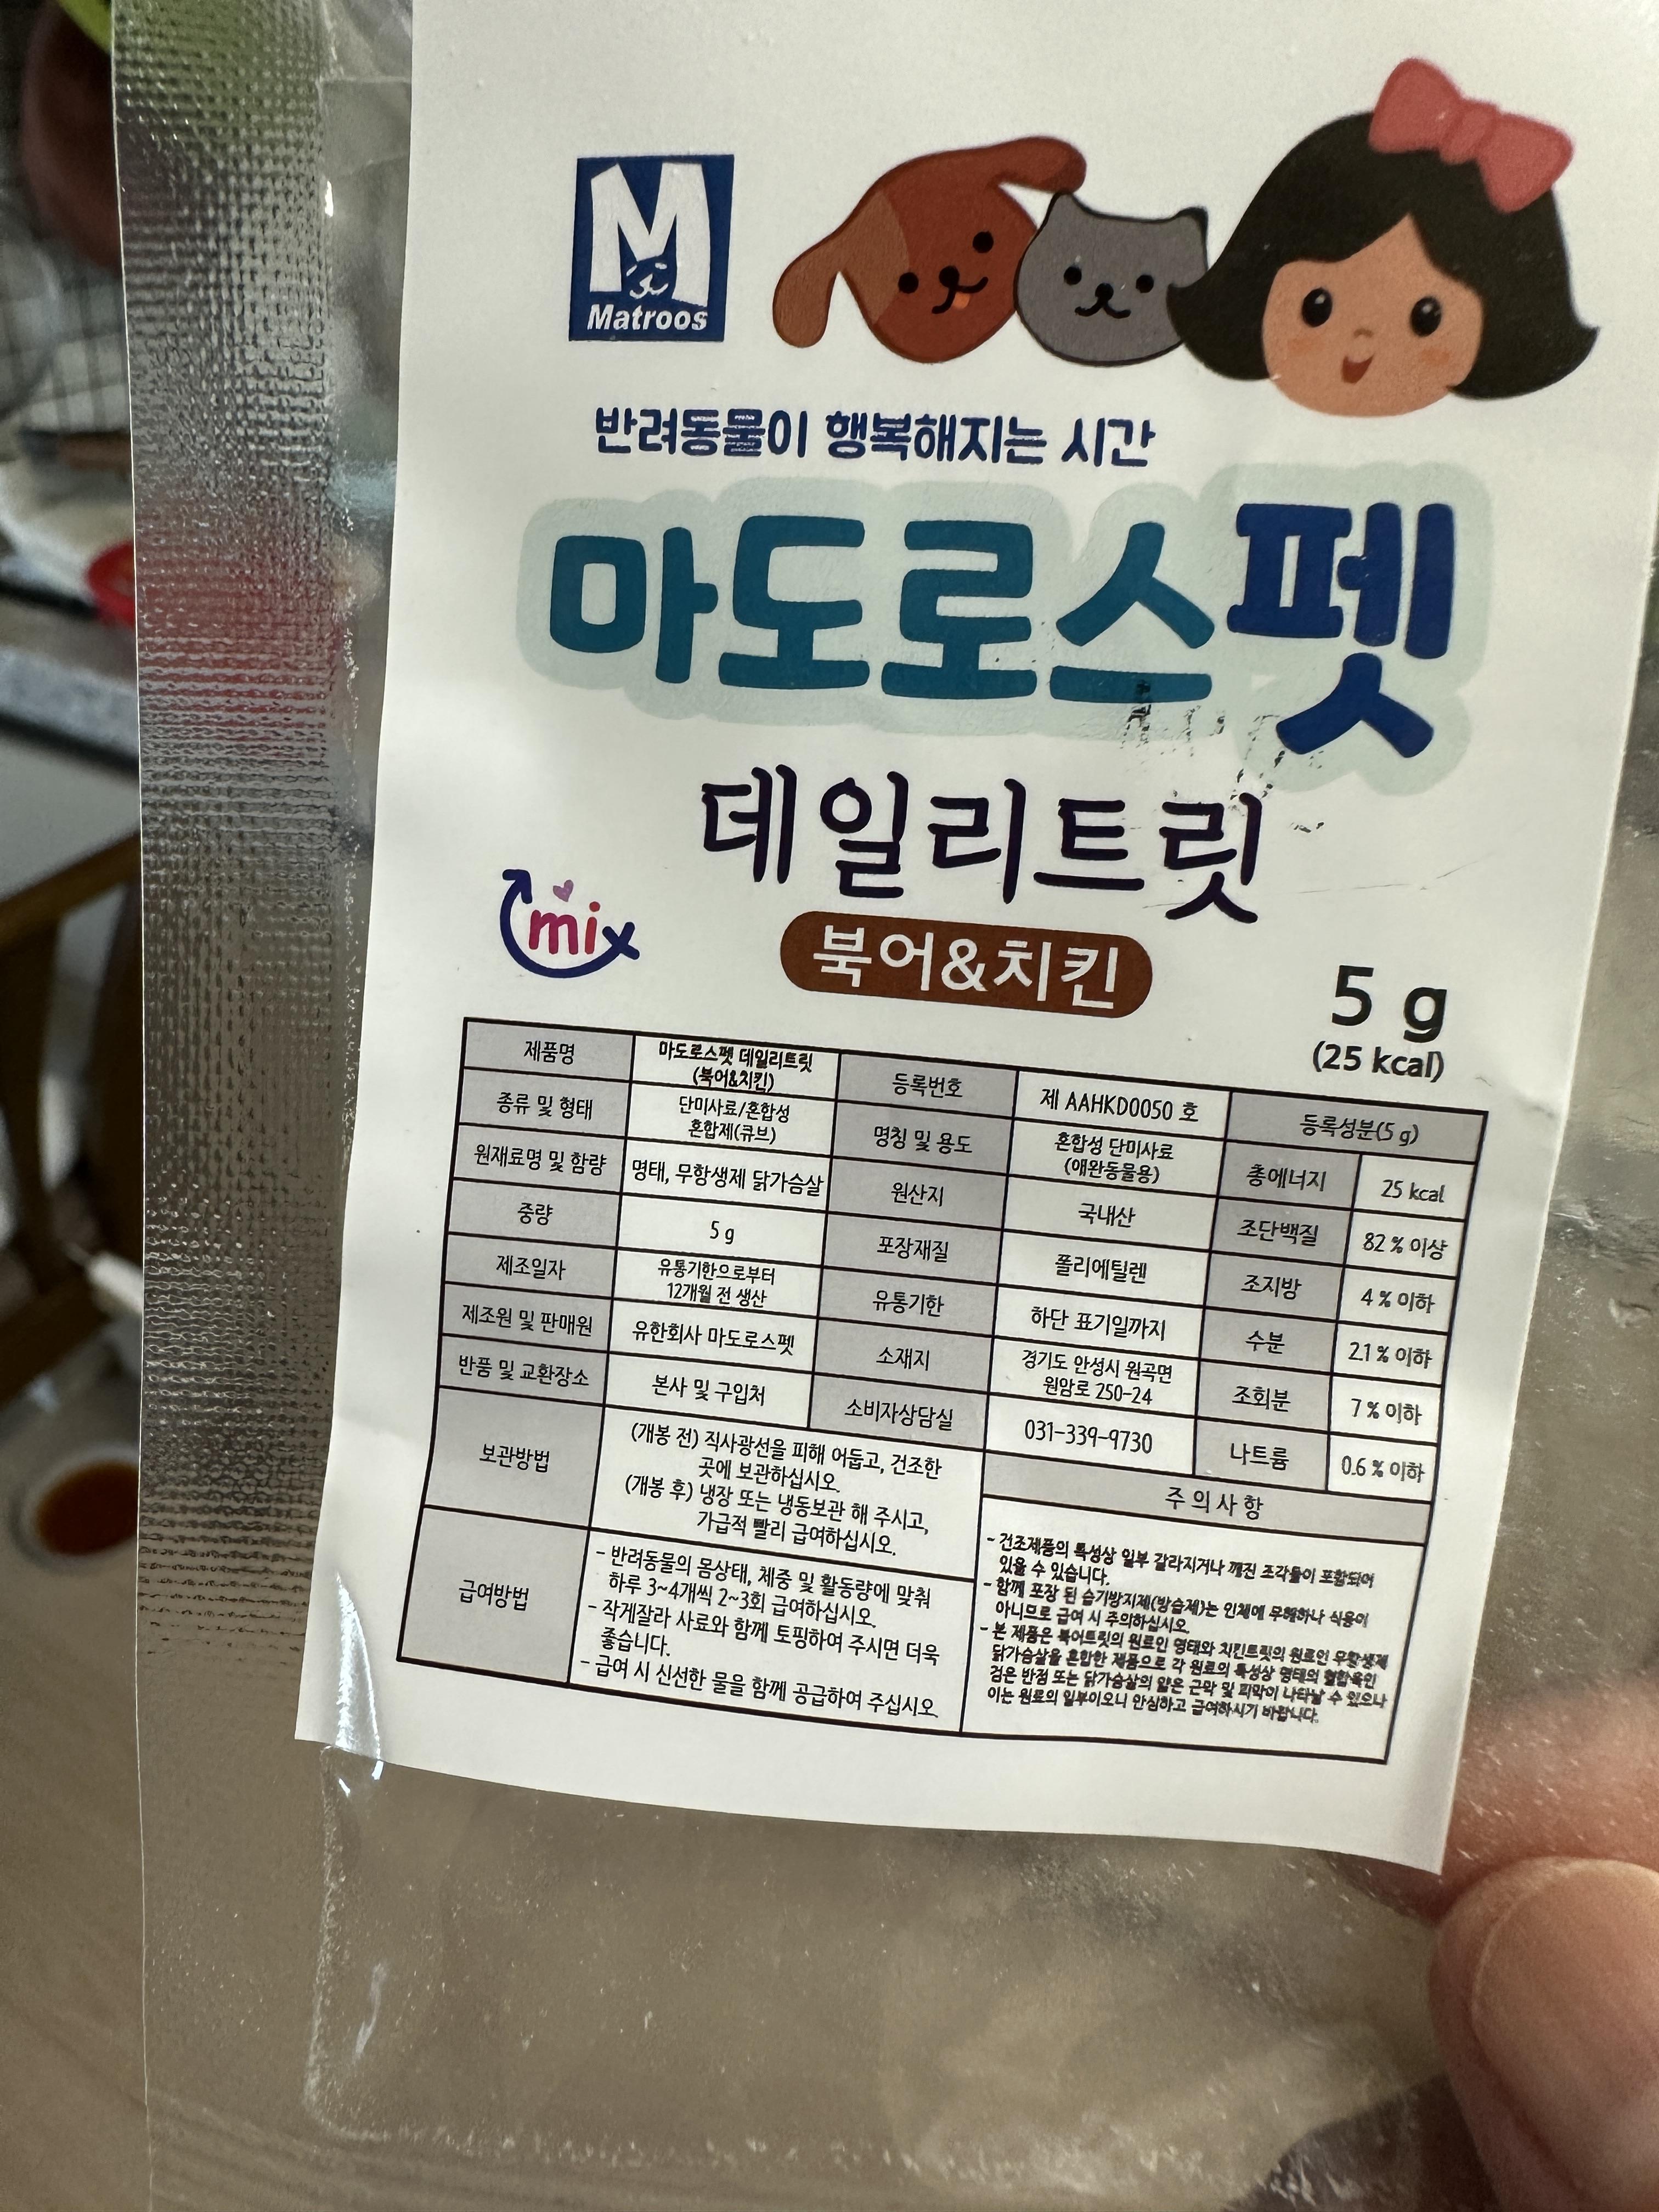 M
Matroos
반려동물이 행복해지는 시간
마도로스펫
데일리트릿
mix
북어&치킨
5 g
(25 kcal)
제품명
마도로스펫 데일리트릿
(북어&치킨)
등록번호
제 AAHKD0050 호
등록성분(5 g)
종류 및 형태
단미사료/혼합성
혼합제(큐브)
명칭 및 용도
혼합성 단미사료
(애완동물용)
총에너지
25 kcal
원재료명 및 함량
명태, 무항생제 닭가슴살
원산지
국내산
조단백질
82 % 이상
중량
5 g
포장재질
폴리에틸렌
조지방
4 % 이하
제조일자
유통기한으로부터
12개월 전 생산
유통기한
하단 표기일까지
수분
2.1 % 이하
제조원 및 판매원
유한회사 마도로스펫
소재지
경기도 안성시 원곡면
원암로 250-24
조회분
7 % 이하
반품 및 교환장소
본사 및 구입처
소비자상담실
031-339-9730
나트륨
0.6 % 이하
보관방법
(개봉 전) 직사광선을 피해 어둡고, 건조한
곳에 보관하십시오.
(개봉 후) 냉장 또는 냉동보관 해 주시고,
가급적 빨리 급여하십시오.
급여방법
- 반려동물의 몸상태, 체중 및 활동량에 맞춰
하루 3~4개씩 2~3회 급여하십시오.
- 작게잘라 사료와 함께 토핑하여 주시면 더욱
좋습니다.
- 급여 시 신선한 물을 함께 공급하여 주십시오.
주 의 사 항
- 건조제품의 특성상 일부 갈라지거나 깨진 조각들이 포함되어
있을 수 있습니다.
- 함께 포장 된 습기방지제(방습제)는 인체에 무해하나 식용이
아니므로 급여 시 주의하십시오.
- 본 제품은 북어트릿의 원료인 명태와 치킨트릿의 원료인 무항생제
닭가슴살을 혼합한 제품으로 각 원료의 특성상 명태의 혈합육인
검은 반점 또는 닭가슴살의 얇은 근막 및 피막이 나타날 수 있으나
이는 원료의 일부이오니 안심하고 급여하시기 바랍니다.